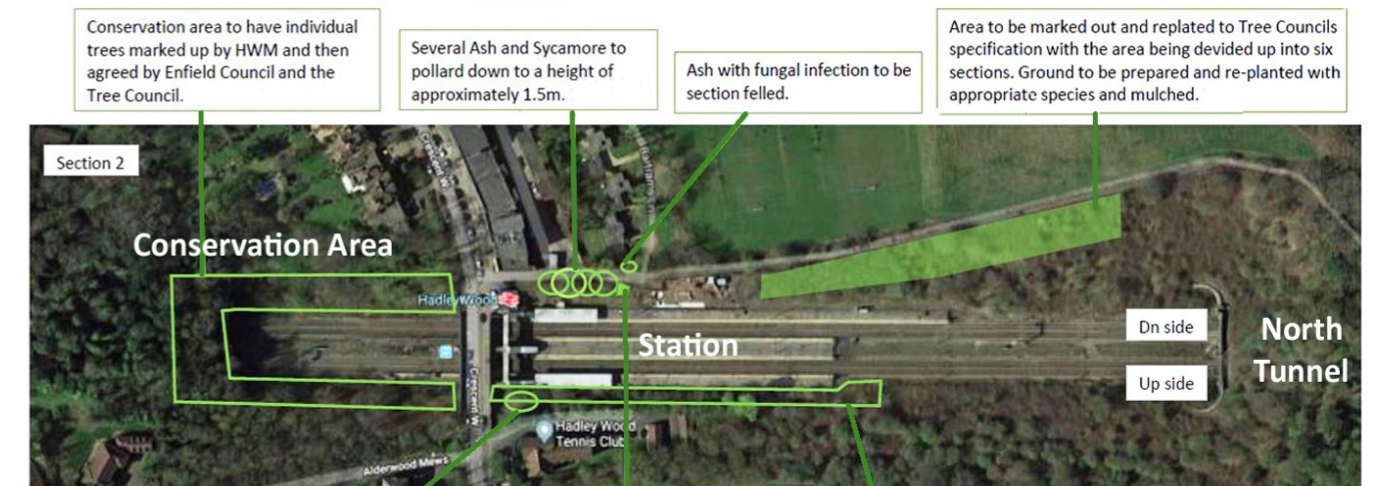 Conservation area to have individual
trees marked up by HWM and then
agreed by Enfield Council and the
Tree Council.
Several Ash and Sycamore to
pollard down to a height of
approximately 1.5m.
Ash with fungal infection to be
section felled.
Area to be marked out and replated to Tree Councils
specification with the area being devided up into six
sections. Ground to be prepared and re-planted with
appropriate species and mulched.
Section 2
Crescent W
Conservation Area
Hadley Wood
Station
Dn side
Up side
North
Tunnel
Crescent W
Hadley Wood
Tennis Club
Alderwood Mews